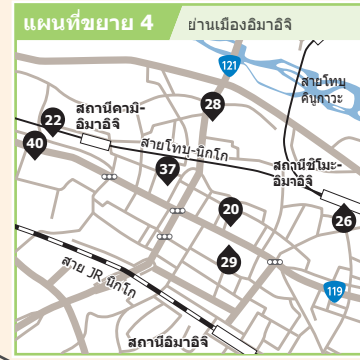 แผนที่ขยาย 4
ย่านเมืองอิมาอิจิ
121
สายโทบุ
คินูกาวะ
28
สถานีคามิ-
อิมาอิจิ
22
40
สายโทบุ-นิกโก
37
สถานีชิโมะ-
อิมาอิจิ
20
26
29
สาย JR นิกโก
119
สถานีอิมาอิจิ